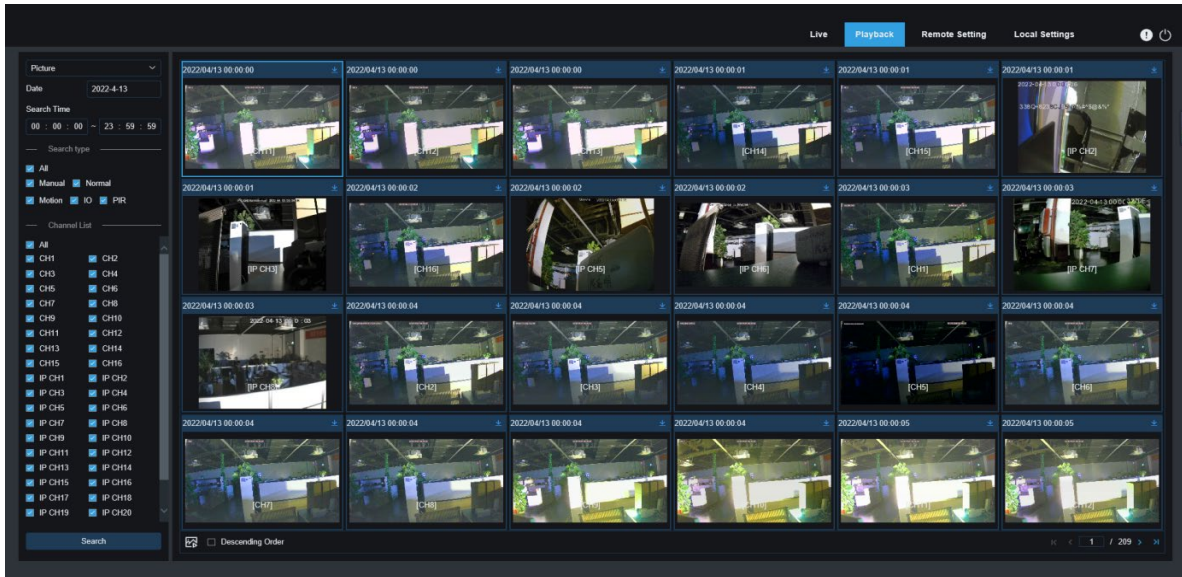 Live Playback Remote Setting Local Settings
Picture
Date 2022-4-13
Search Time
00 : 00 : 00 ~ 23 : 59 : 59
Search type
All
Manual Normal
Motion IO PIR
Channel List
All
CH1 CH2
CH3 CH4
CH5 CH6
CH7 CH8
CH9 CH10
CH11 CH12
CH13 CH14
CH15 CH16
IP CH1 IP CH2
IP CH3 IP CH4
IP CH5 IP CH6
IP CH7 IP CH8
IP CH9 IP CH10
IP CH11 IP CH12
IP CH13 IP CH14
IP CH15 IP CH16
IP CH17 IP CH18
IP CH19 IP CH20
Search
2022/04/13 00:00:00 2022/04/13 00:00:00 2022/04/13 00:00:00 2022/04/13 00:00:01 2022/04/13 00:00:01 2022/04/13 00:00:01
[CH11] [CH12] [CH13] [CH14] [CH15] [IP CH2]
2022/04/13 00:00:01 2022/04/13 00:00:02 2022/04/13 00:00:02 2022/04/13 00:00:02 2022/04/13 00:00:03 2022/04/13 00:00:03
[IP CH3] [CH16] [IP CH5] [IP CH6] [CH1] [IP CH7]
2022/04/13 00:00:03 2022/04/13 00:00:04 2022/04/13 00:00:04 2022/04/13 00:00:04 2022/04/13 00:00:04 2022/04/13 00:00:04
[CH2] [CH3] [CH4] [CH5] [CH6]
2022/04/13 00:00:04 2022/04/13 00:00:04 2022/04/13 00:00:04 2022/04/13 00:00:04 2022/04/13 00:00:05 2022/04/13 00:00:05
[CH7] [CH8] [CH11] [CH12]
Descending Order
1 / 209